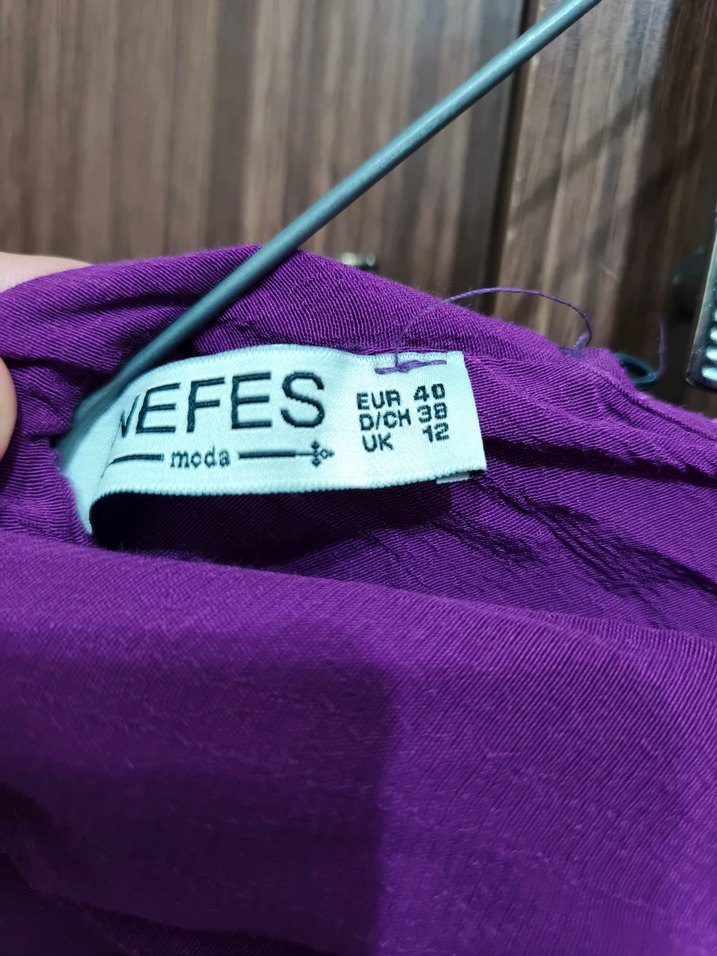 NEFES
moda
EUR 40
D/CH 38
UK 12